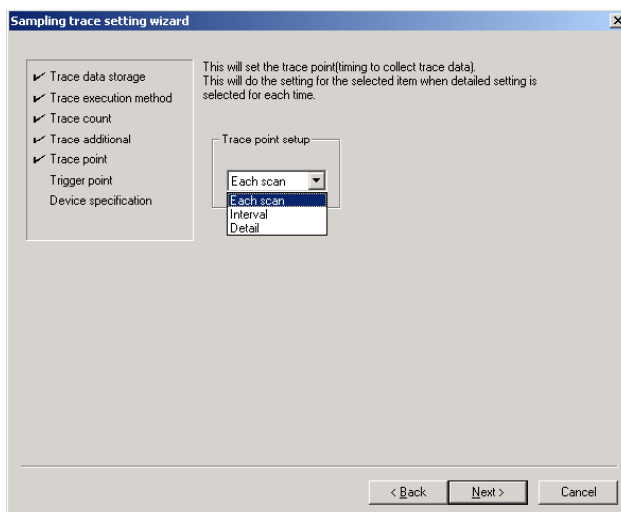 Sampling trace setting wizard
Trace data storage
Trace execution method
Trace count
Trace additional
Trace point
Trigger point
Device specification
This will set the trace point(timing to collect trace data).
This will do the setting for the selected item when detailed setting is
selected for each time.
Trace point setup
Each scan
Each scan
Interval
Detail
< Back
Next >
Cancel